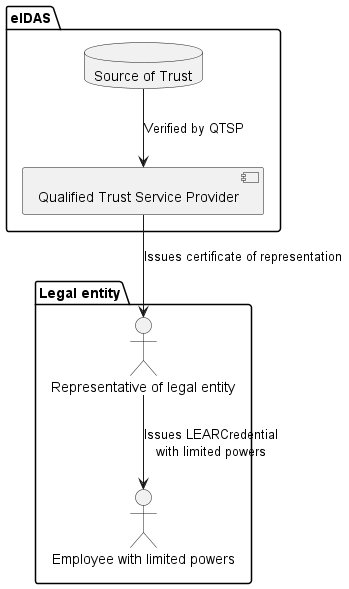 eIDAS
Source of Trust
Verified by QTSP
Qualified Trust Service Provider
Issues certificate of representation
Legal entity
Representative of legal entity
Issues LEARCredential
with limited powers
Employee with limited powers